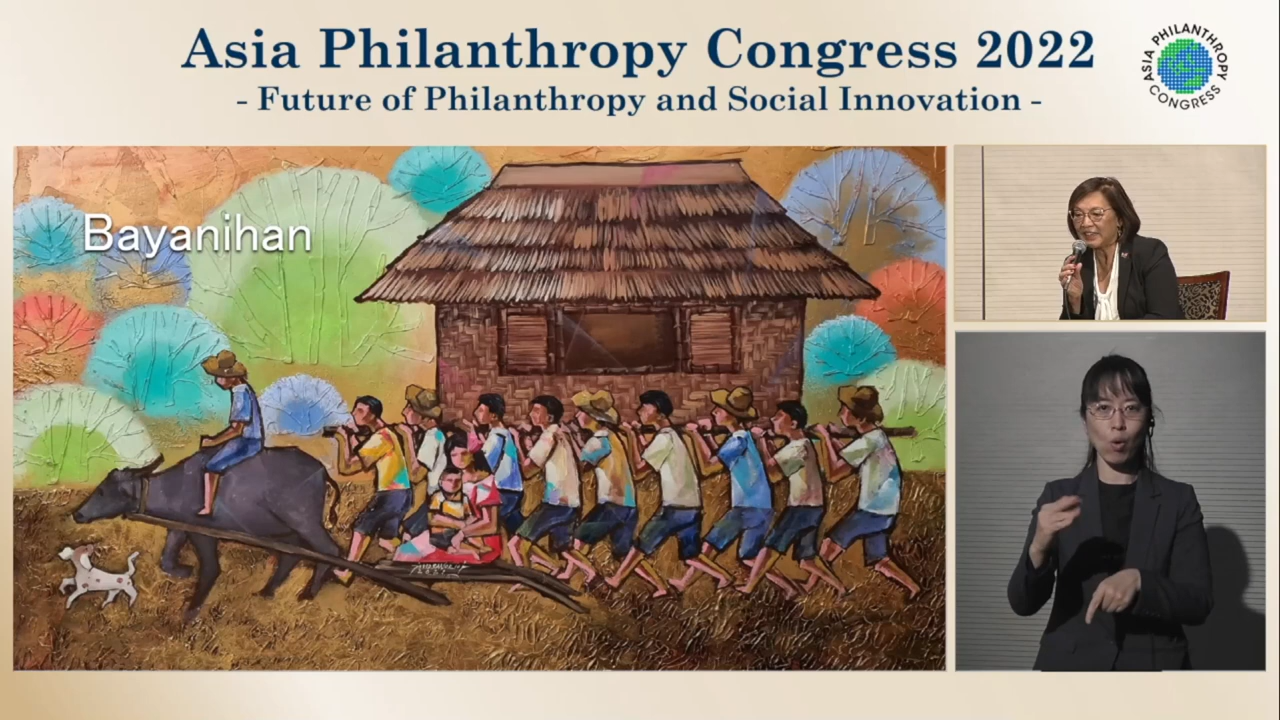 Asia Philanthropy Congress 2022
- Future of Philanthropy and Social Innovation -
ASIA PHILANTHROPY CONGRESS
Bayanihan